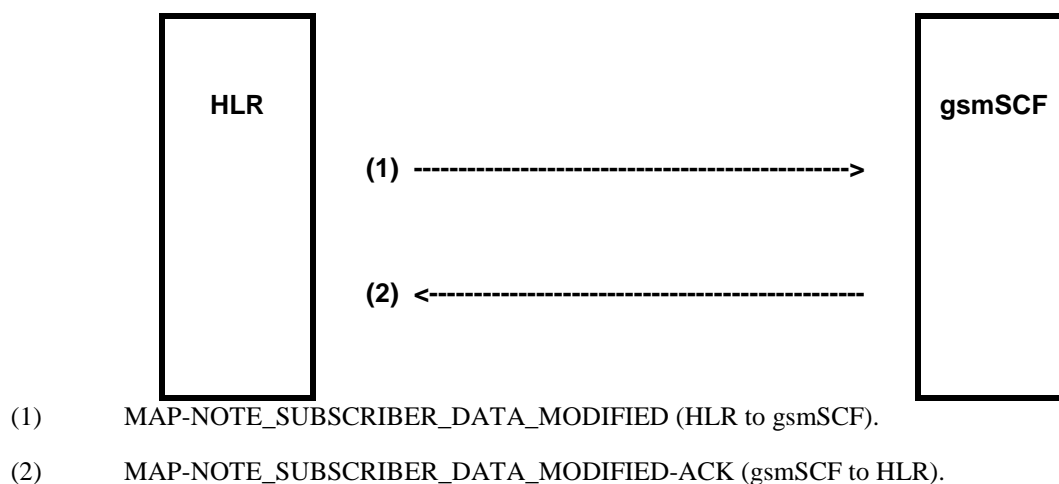 HLR
gsmSCF
(1) ------------------------------------------------->
(2) <-------------------------------------------------
(1) MAP-NOTE_SUBSCRIBER_DATA_MODIFIED (HLR to gsmSCF).
(2) MAP-NOTE_SUBSCRIBER_DATA_MODIFIED-ACK (gsmSCF to HLR).